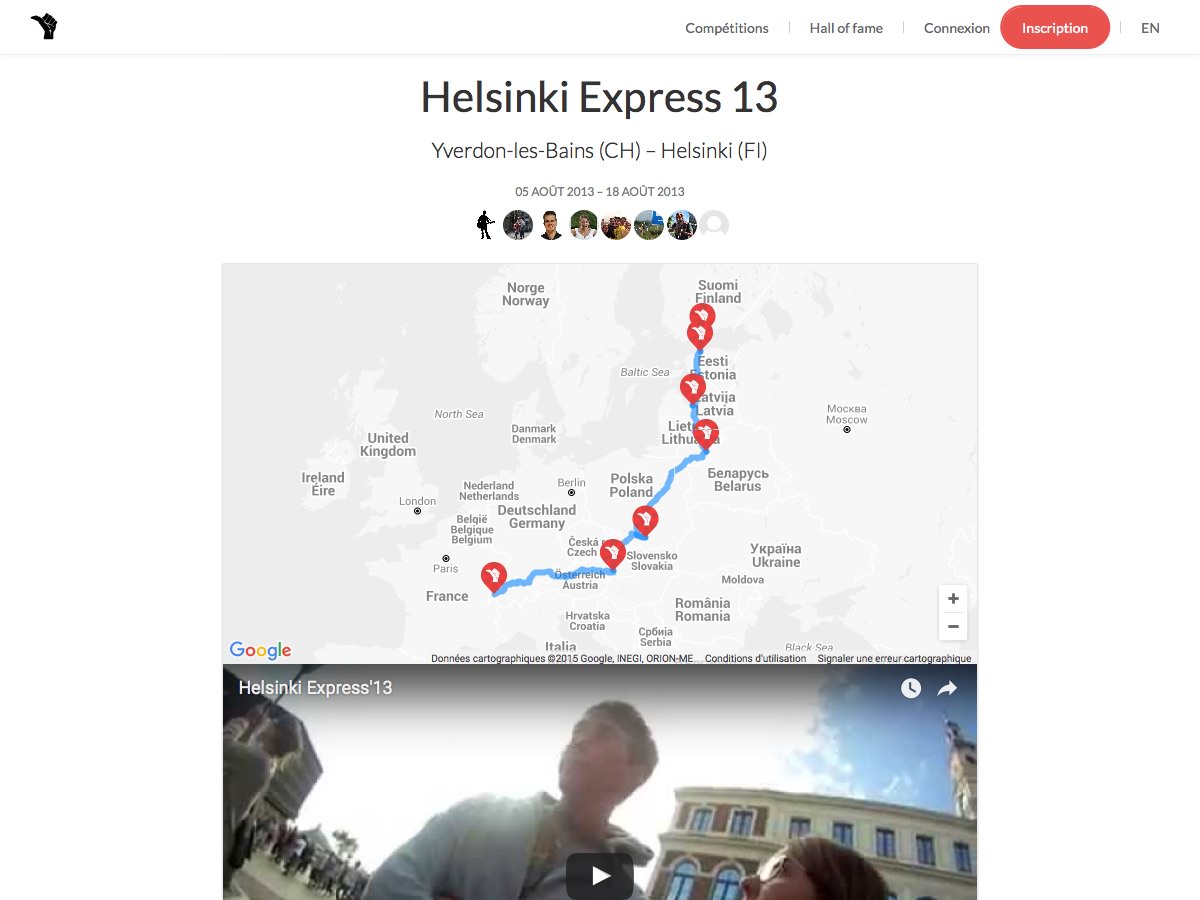 Compétitions
Hall of fame
Connexion
Inscription
EN
Helsinki Express 13
Yverdon-les-Bains (CH) – Helsinki (FI)
05 AOÛT 2013 – 18 AOÛT 2013
Norge
Norway
Suomi
Finland
Eesti
Estonia
Baltic Sea
Latvija
Latvia
Москва
Moscow
North Sea
Danmark
Denmark
Lithuania
United
Kingdom
Беларусь
Belarus
Ireland
Éire
Nederland
Netherlands
Berlin
Polska
Poland
London
Deutschland
Germany
België
Belgique
Belgium
Česká
Czech
Slovensko
Slovakia
Україна
Ukraine
Paris
Österreich
Austria
Moldova
France
România
Romania
Hrvatska
Croatia
Србија
Serbia
Italia
Black Sea
+
−
Google
Données cartographiques ©2015 Google, INEGI, ORION-ME
Conditions d'utilisation
Signaler une erreur cartographique
Helsinki Express'13